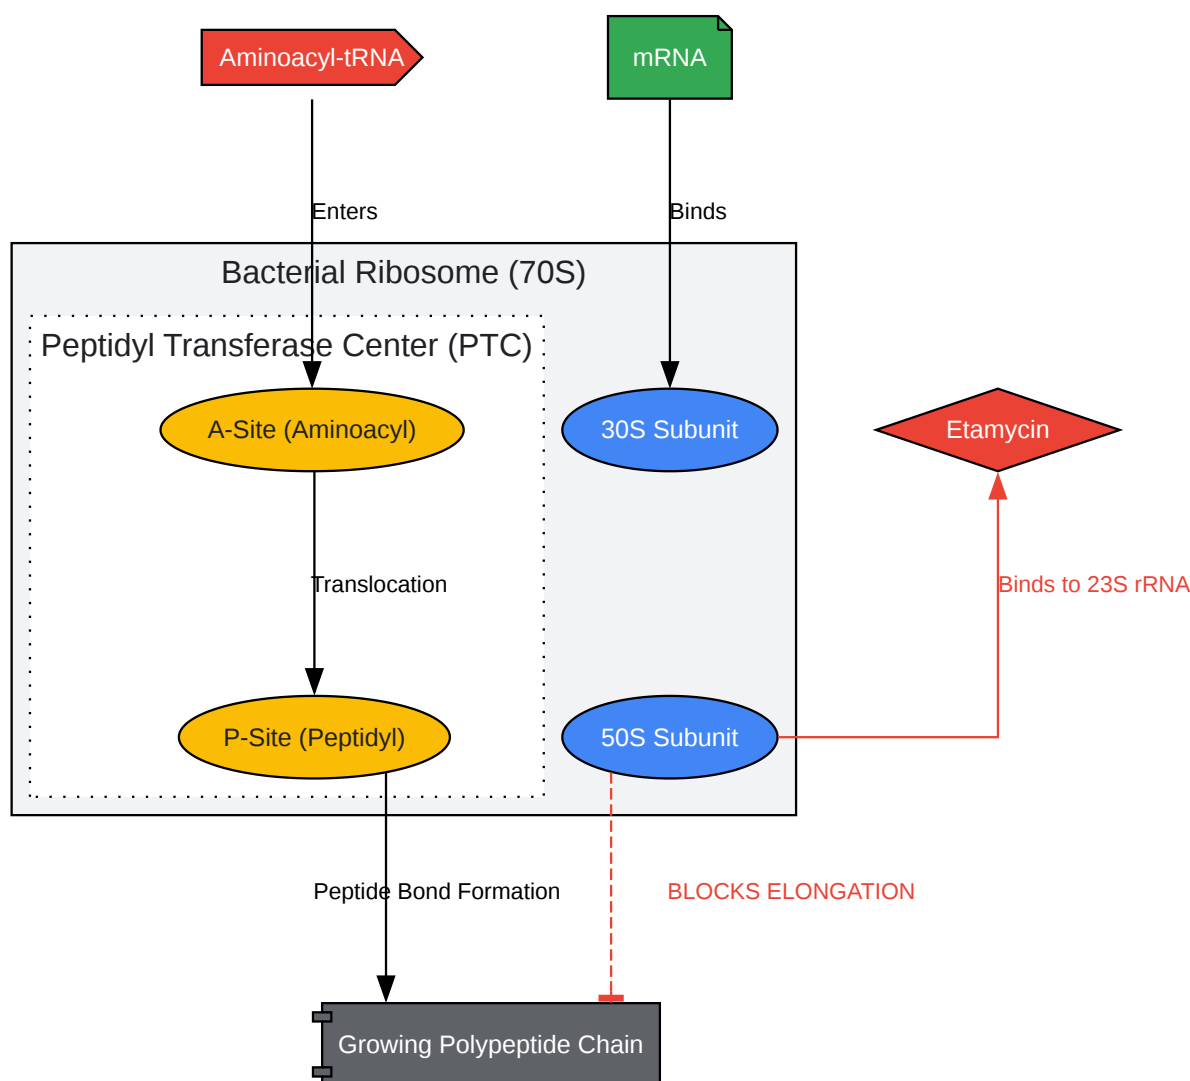 Aminoacyl-tRNA
mRNA
Enters
Binds
Bacterial Ribosome (70S)
Peptidyl Transferase Center (PTC)
A-Site (Aminoacyl)
30S Subunit
Etamycin
Translocation
Binds to 23S rRNA
P-Site (Peptidyl)
50S Subunit
Peptide Bond Formation
BLOCKS ELONGATION
Growing Polypeptide Chain